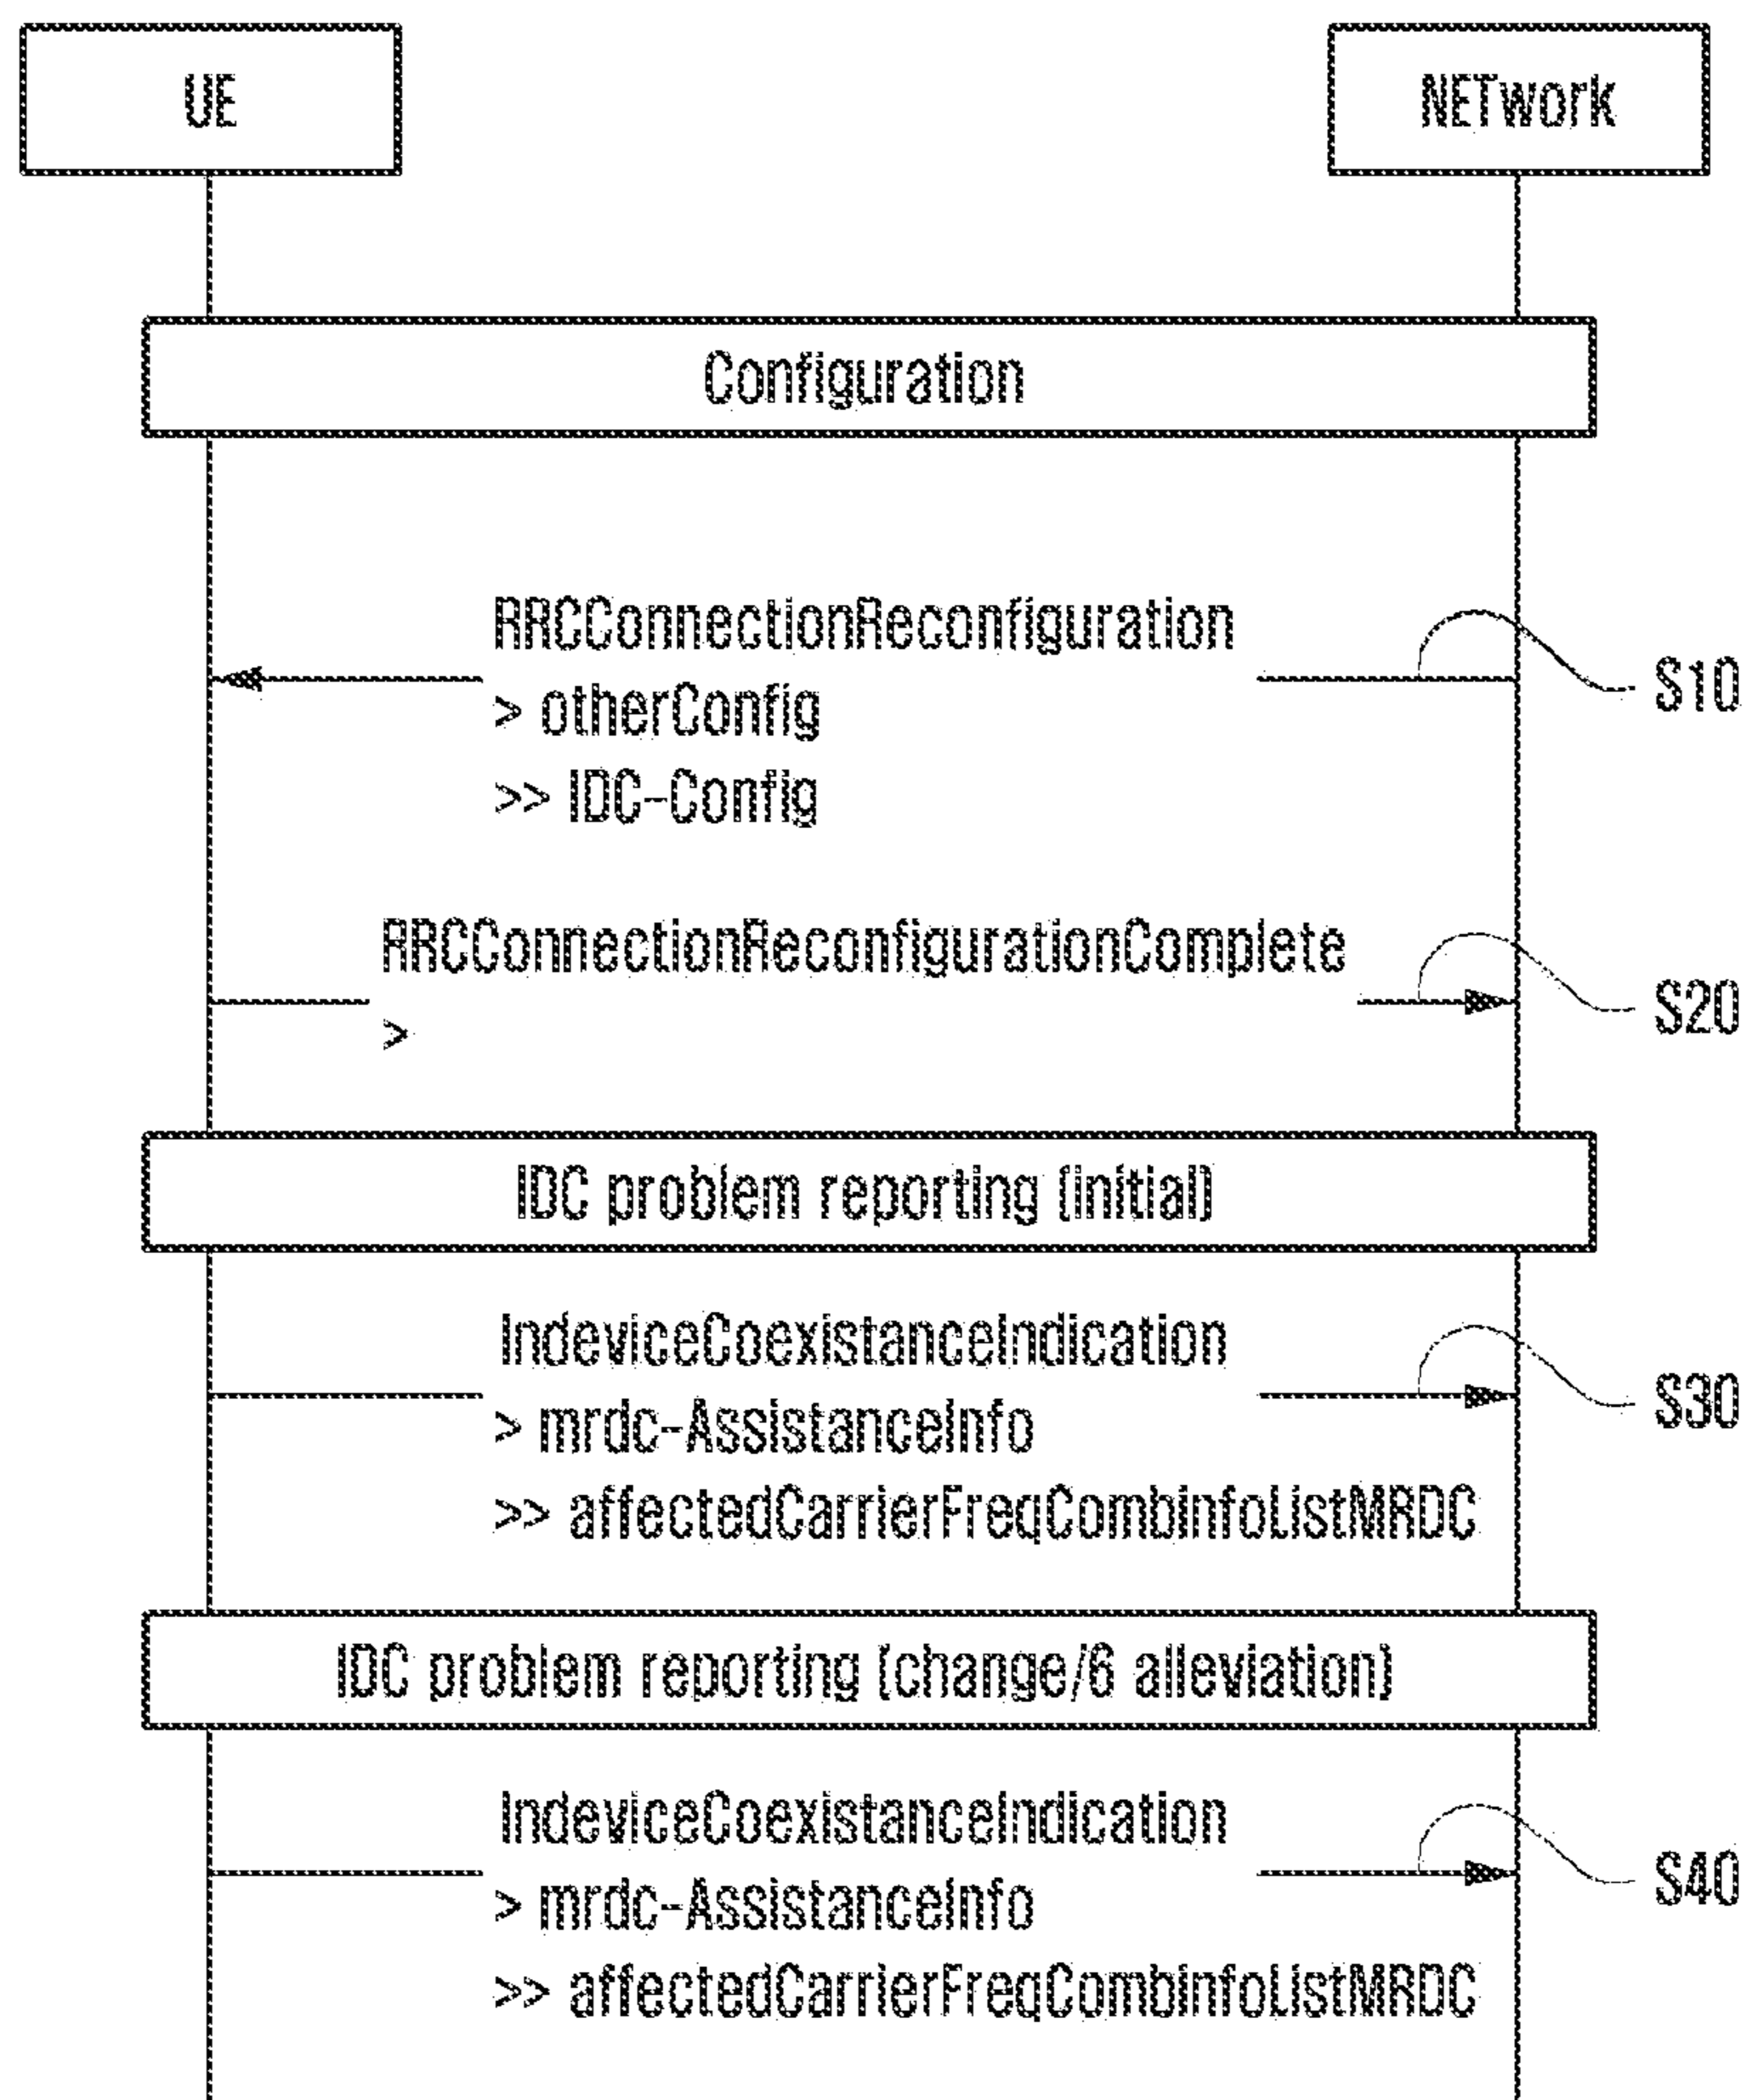 UE
NETwork
Configuration
RRCConnectionReconfiguration
> otherConfig
>> IDC-Config
S10
RRCConnectionReconfigurationComplete
>
S20
IDC problem reporting (initial)
IndeviceCoexistanceIndication
> mrdc-AssistanceInfo
>> affectedCarrierFreqCombInfoListMRDC
S30
IDC problem reporting (change/6 alleviation)
IndeviceCoexistanceIndication
> mrdc-AssistanceInfo
>> affectedCarrierFreqCombInfoListMRDC
S40